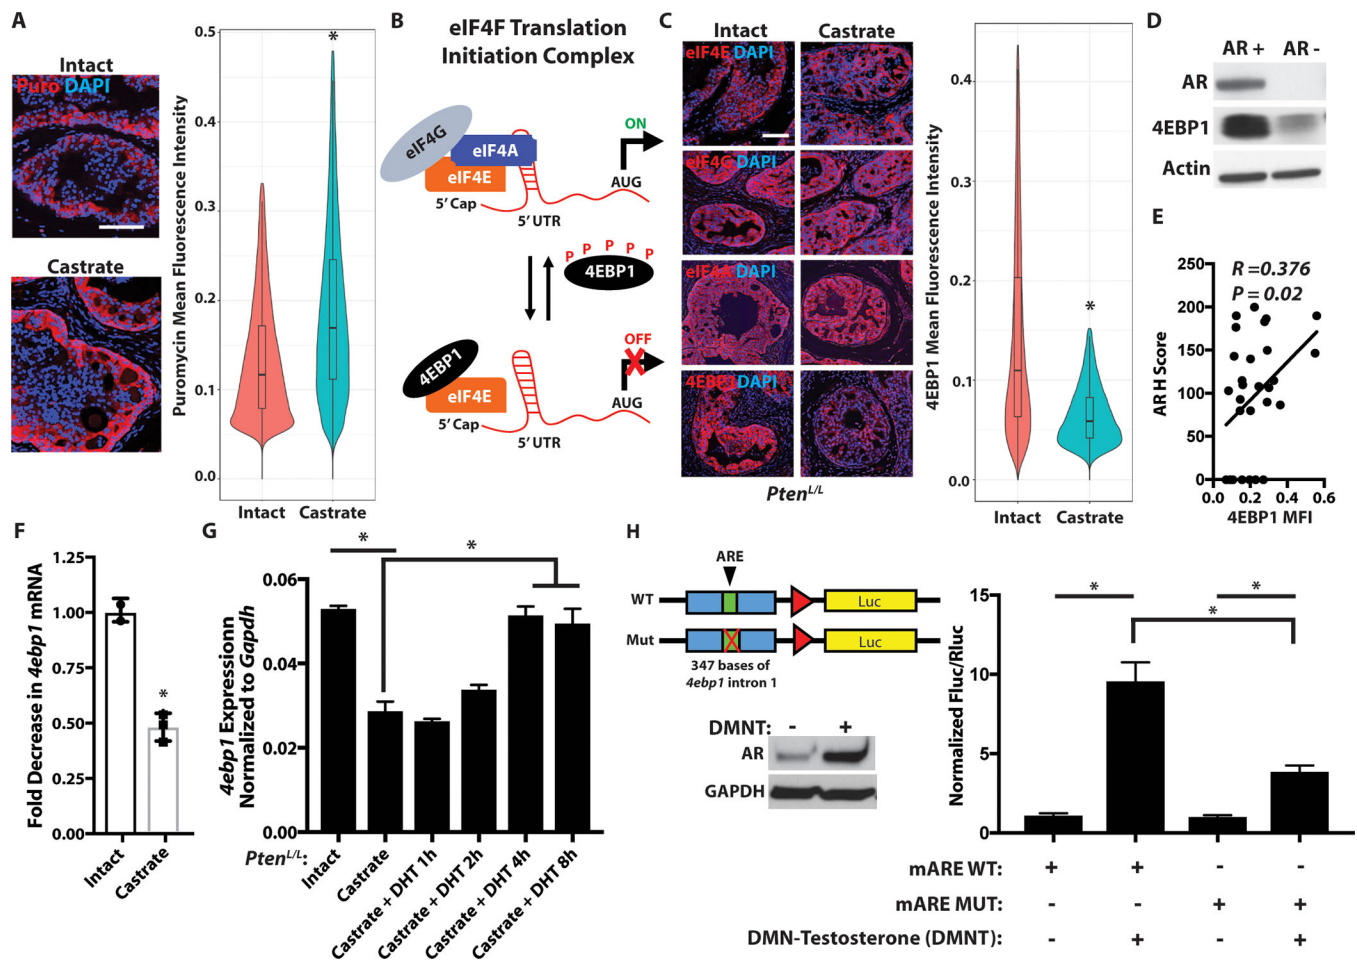 A
Intact
Puro DAPI
Castrate
Puromycin Mean Fluorescence Intensity
0.5
0.4
0.3
0.2
0.1
0.0
*
Intact
Castrate
B
eIF4F Translation
Initiation Complex
eIF4G
eIF4A
eIF4E
5’ Cap
5’ UTR
ON
AUG
P P P P P
4EBP1
4EBP1
eIF4E
5’ Cap
5’ UTR
OFF
AUG
C
Intact
Castrate
eIF4E DAPI
eIF4G DAPI
eIF4A DAPI
4EBP1 DAPI
Pten L/L
4EBP1 Mean Fluorescence Intensity
0.4
0.3
0.2
0.1
0.0
*
Intact
Castrate
D
AR + AR -
AR
4EBP1
Actin
E
R =0.376
P = 0.02
AR H Score
250
200
150
100
50
0
0.0 0.2 0.4 0.6
4EBP1 MFI
F
Fold Decrease in 4ebp1 mRNA
1.25
1.00
0.75
0.50
0.25
0.00
*
Intact
Castrate
G
4ebp1 Expressionn
Normalized to Gapdh
0.06
0.04
0.02
0.00
*
*
Pten L/L:
Intact
Castrate
Castrate + DHT 1h
Castrate + DHT 2h
Castrate + DHT 4h
Castrate + DHT 8h
H
ARE
WT
Luc
Mut
Luc
347 bases of
4ebp1 intron 1
DMNT: - +
AR
GAPDH
Normalized Fluc/Rluc
15
10
5
0
*
*
*
mARE WT: + + - -
mARE MUT: - - + +
DMN-Testosterone (DMNT): - + - +